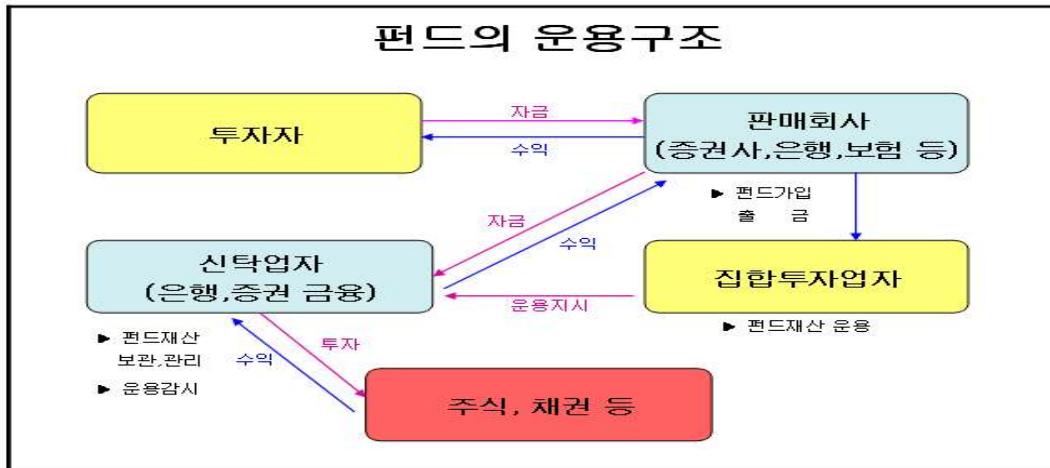 펀드의 운용구조
투자자
자금
수익
판매회사
(증권사,은행,보험 등)
▶ 펀드가입
출 금
자금
수익
신탁업자
(은행,증권 금융)
운용지시
집합투자업자
▶ 펀드재산 운용
▶ 펀드재산
보관,관리
▶ 운용감시
수익
투자
주식, 채권 등